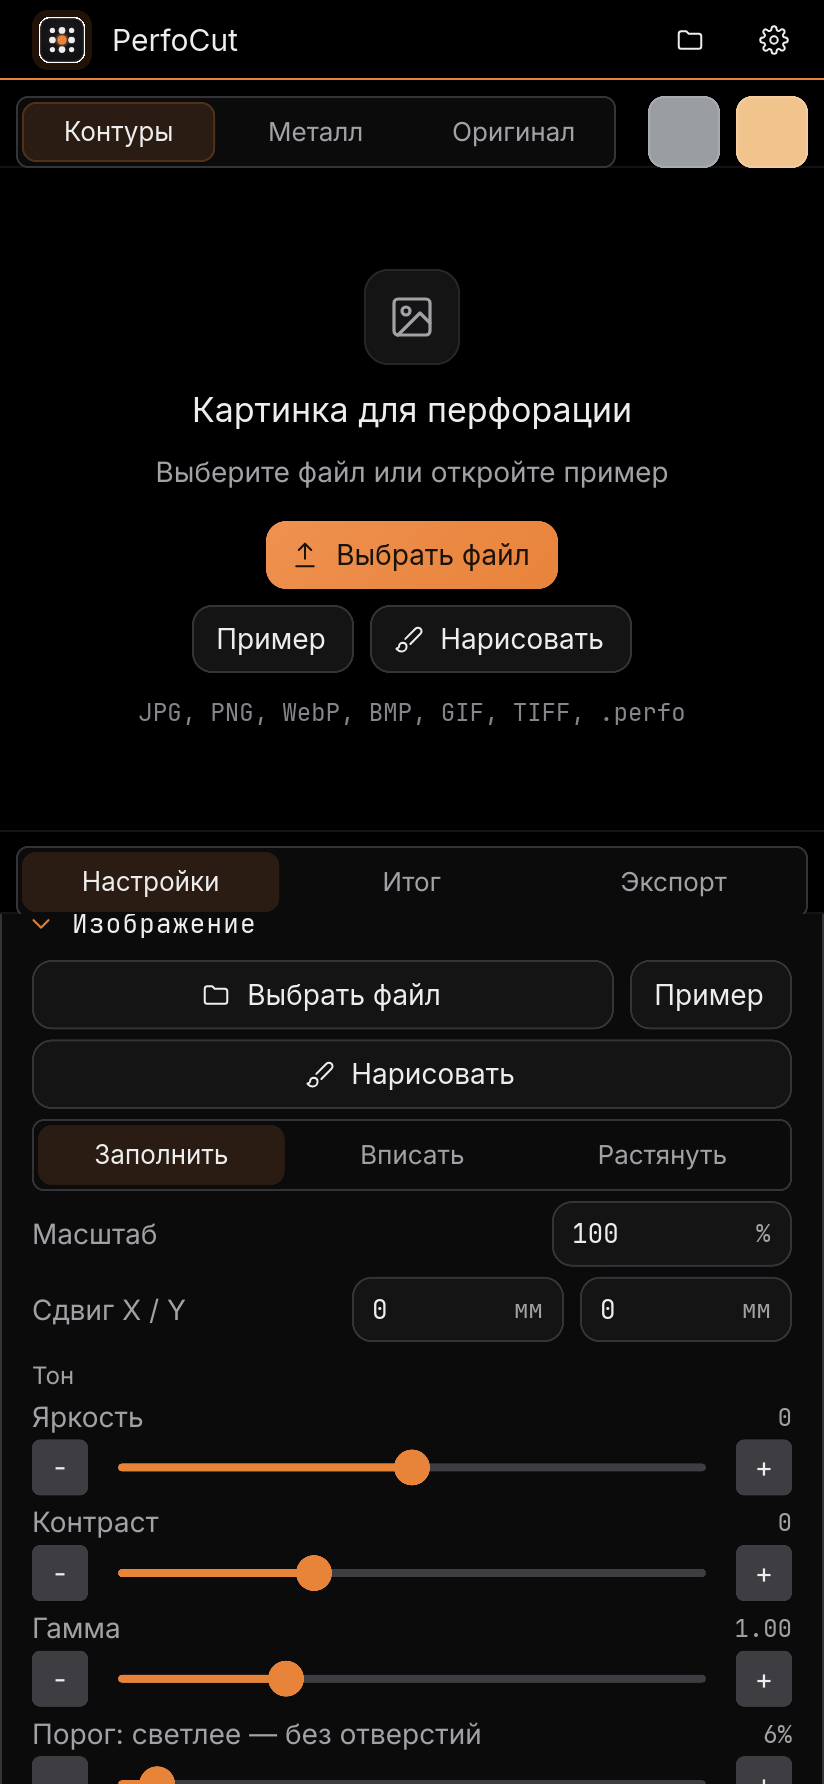 PerfoCut
Контуры Металл Оригинал
Картинка для перфорации
Выберите файл или откройте пример
Выбрать файл
Пример Нарисовать
JPG, PNG, WebP, BMP, GIF, TIFF, .perfo
Настройки Итог Экспорт
Изображение
Выбрать файл Пример
Нарисовать
Заполнить Вписать Растянуть
Масштаб 100 %
Сдвиг X / Y 0 мм 0 мм
Тон
Яркость 0
- +
Контраст 0
- +
Гамма 1.00
- +
Порог: светлее — без отверстий 6%